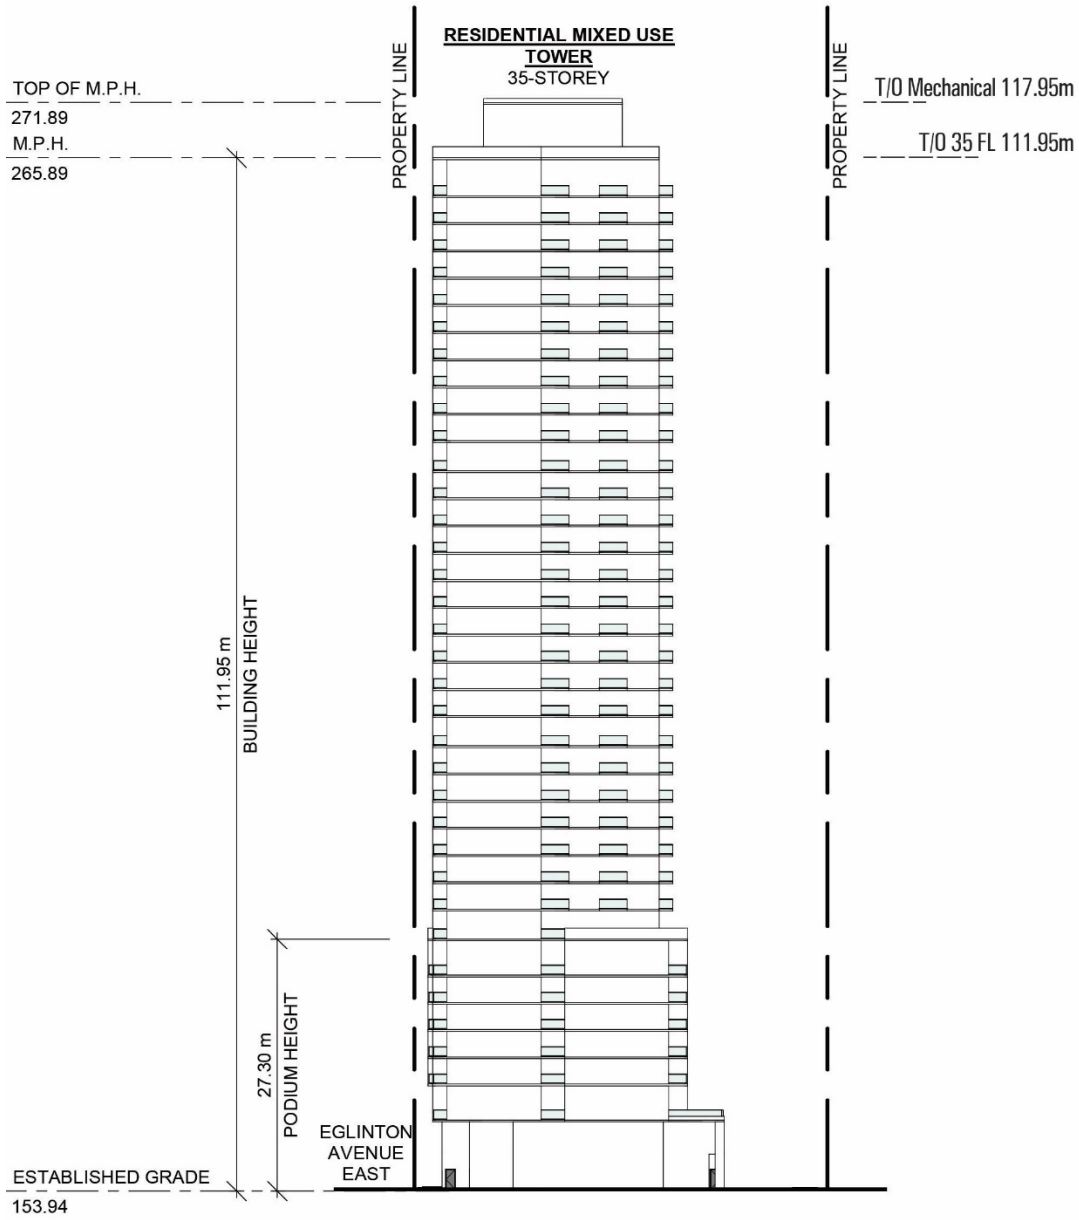 RESIDENTIAL MIXED USE
TOWER
35-STOREY
PROPERTY LINE
PROPERTY LINE
TOP OF M.P.H.
271.89
M.P.H.
265.89
T/O Mechanical 117.95m
T/O 35 FL 111.95m
111.95 m
BUILDING HEIGHT
27.30 m
PODIUM HEIGHT
EGLINTON
AVENUE
EAST
ESTABLISHED GRADE
153.94